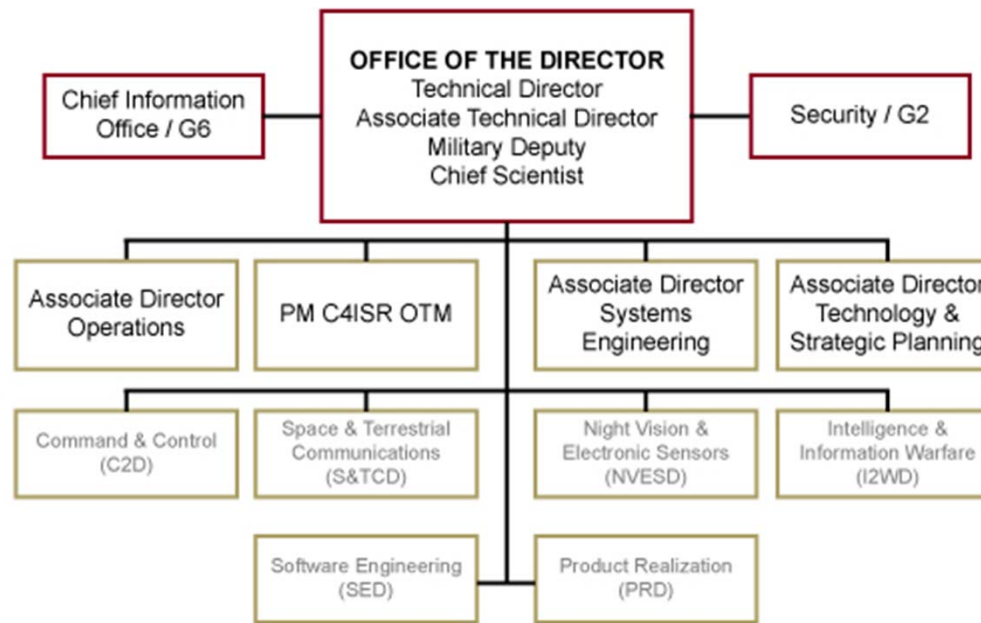 OFFICE OF THE DIRECTOR
Technical Director
Associate Technical Director
Military Deputy
Chief Scientist
Chief Information
Office / G6
Security / G2
Associate Director
Operations
PM C4ISR OTM
Associate Director
Systems
Engineering
Associate Director
Technology &
Strategic Planning
Command & Control
(C2D)
Space & Terrestrial
Communications
(S&TCD)
Night Vision &
Electronic Sensors
(NVESD)
Intelligence &
Information Warfare
(I2WD)
Software Engineering
(SED)
Product Realization
(PRD)